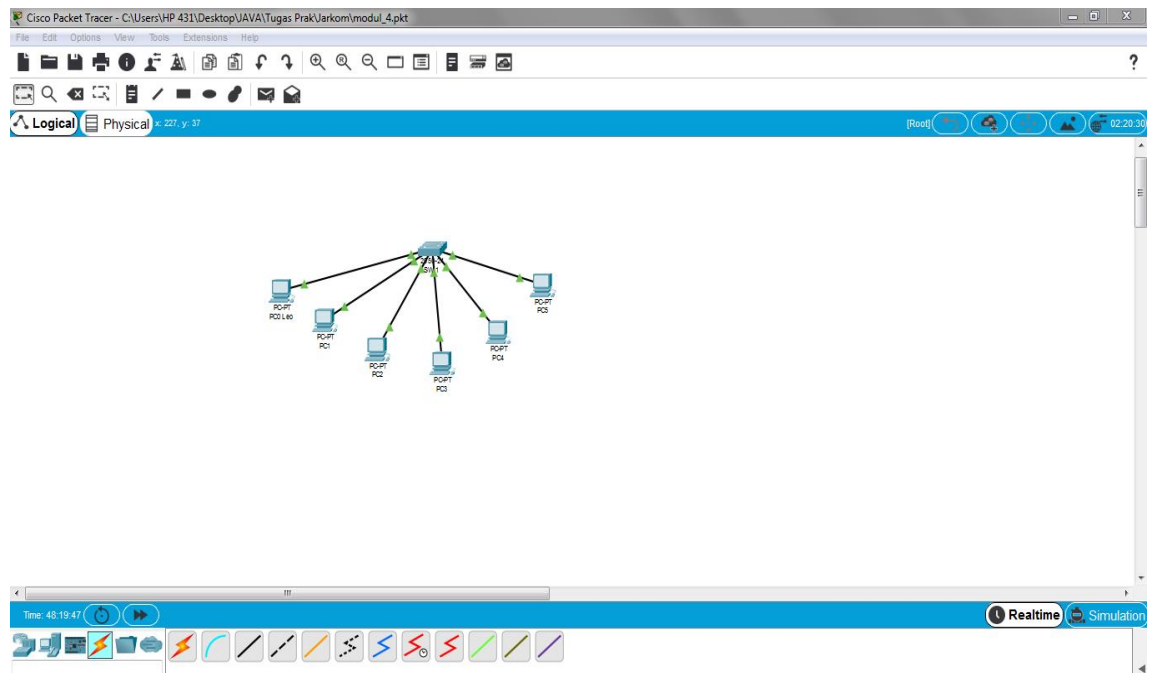 Cisco Packet Tracer - C:\Users\HP 431\Desktop\JAVA\Tugas Prak\Jarkom\modul_4.pkt
File Edit Options View Tools Extensions Help
Logical Physical x: 227, y: 37 [Root] 02:20:30
PC-PT
PC0 Leo
PC-PT
PC1
PC-PT
PC2
PC-PT
PC3
PC-PT
PC4
PC-PT
PC5
Time: 48:19:47 Realtime Simulation